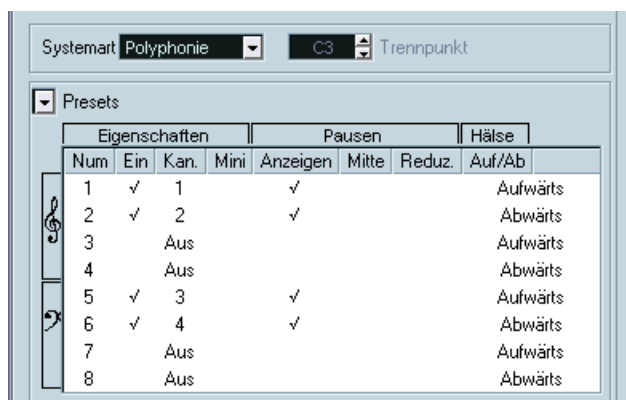 Systemart Polyphonie C3 Trennpunkt
Presets
Eigenschaften Pausen Hälse
Num Ein Kan. Mini Anzeigen Mitte Reduz. Auf/Ab
1 √ 1 √ Aufwärts
2 √ 2 √ Abwärts
3 Aus Aufwärts
4 Aus Abwärts
5 √ 3 √ Aufwärts
6 √ 4 √ Abwärts
7 Aus Aufwärts
8 Aus Abwärts